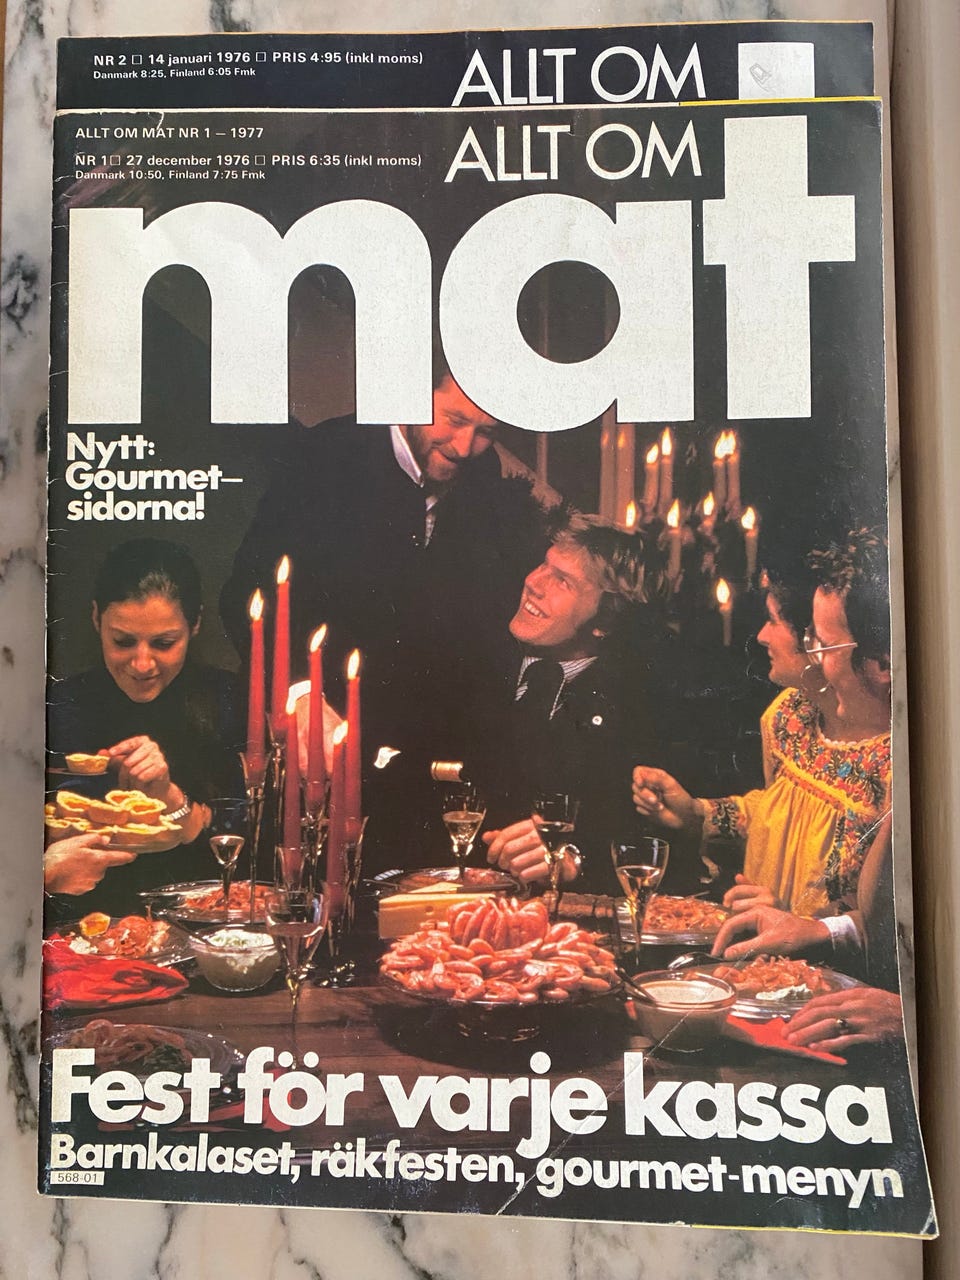 NR 2 □ 14 januari 1976 □ PRIS 4:95 (inkl moms)
Danmark 8:25, Finland 6:05 Fmk
ALLT OM
ALLT OM MAT NR 1 – 1977
NR 1 □ 27 december 1976 □ PRIS 6:35 (inkl moms)
Danmark 10:50, Finland 7:75 Fmk
ALLT OM
mat
Nytt:
Gourmet–
sidorna!
Fest för varje kassa
Barnkalaset, räkfesten, gourmet-menyn
568-01